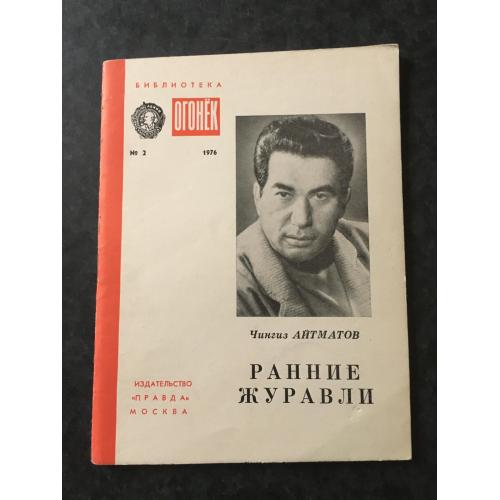 БИБЛИОТЕКА
ОГОНЁК
№ 2 1976
Чингиз АЙТМАТОВ
РАННИЕ
ЖУРАВЛИ
ИЗДАТЕЛЬСТВО
«ПРАВДА»
МОСКВА